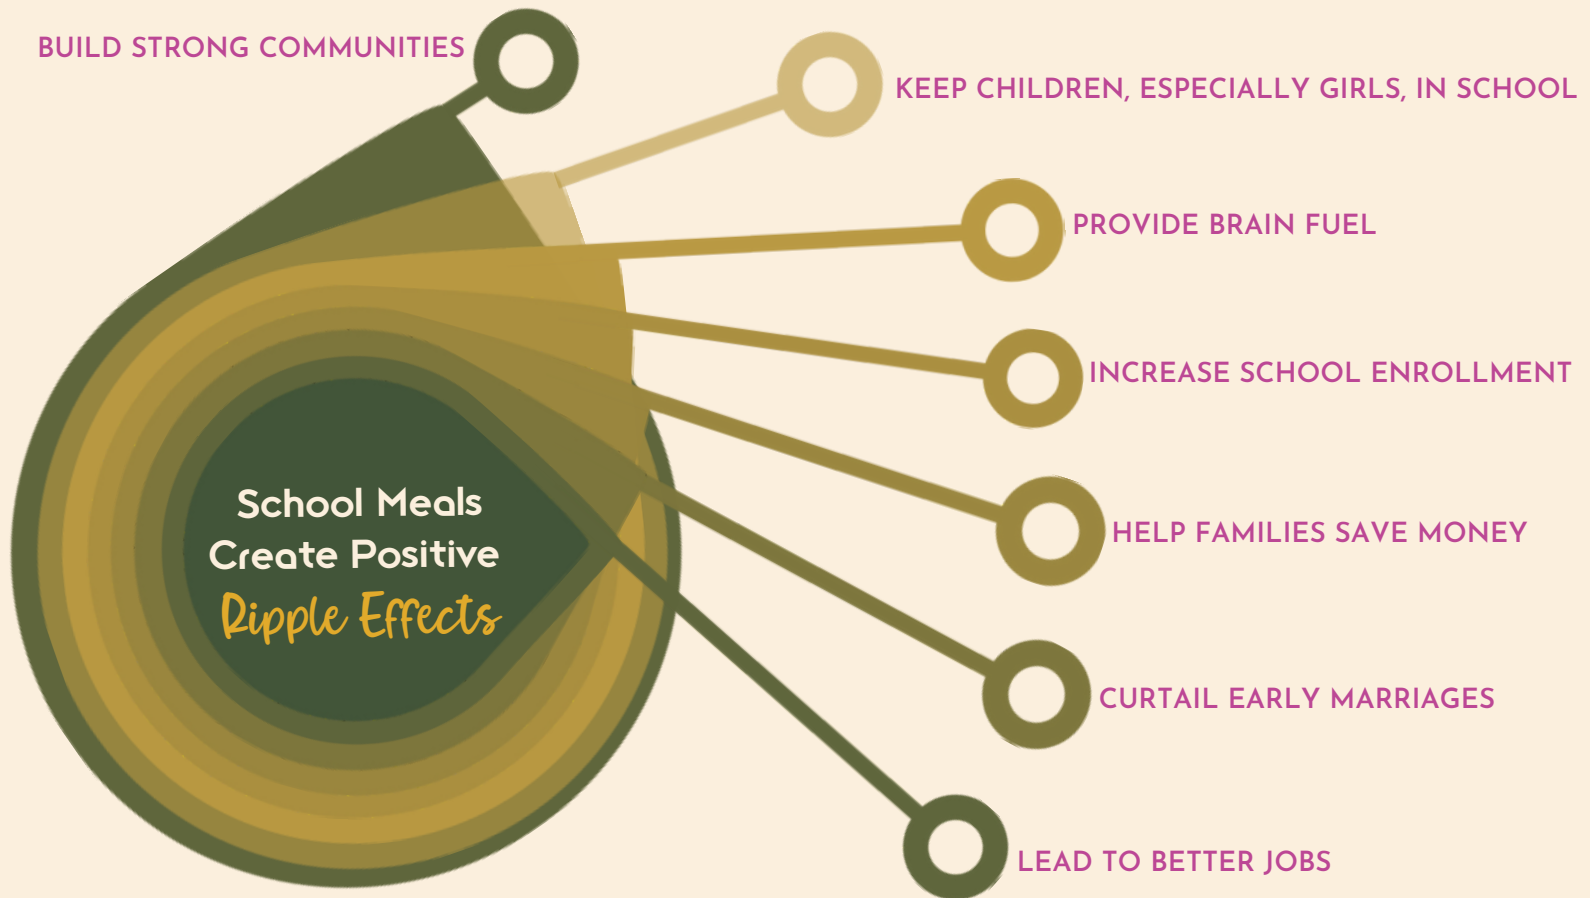 BUILD STRONG COMMUNITIES
KEEP CHILDREN, ESPECIALLY GIRLS, IN SCHOOL
PROVIDE BRAIN FUEL
INCREASE SCHOOL ENROLLMENT
School Meals
Create Positive
Ripple Effects
HELP FAMILIES SAVE MONEY
CURTAIL EARLY MARRIAGES
LEAD TO BETTER JOBS